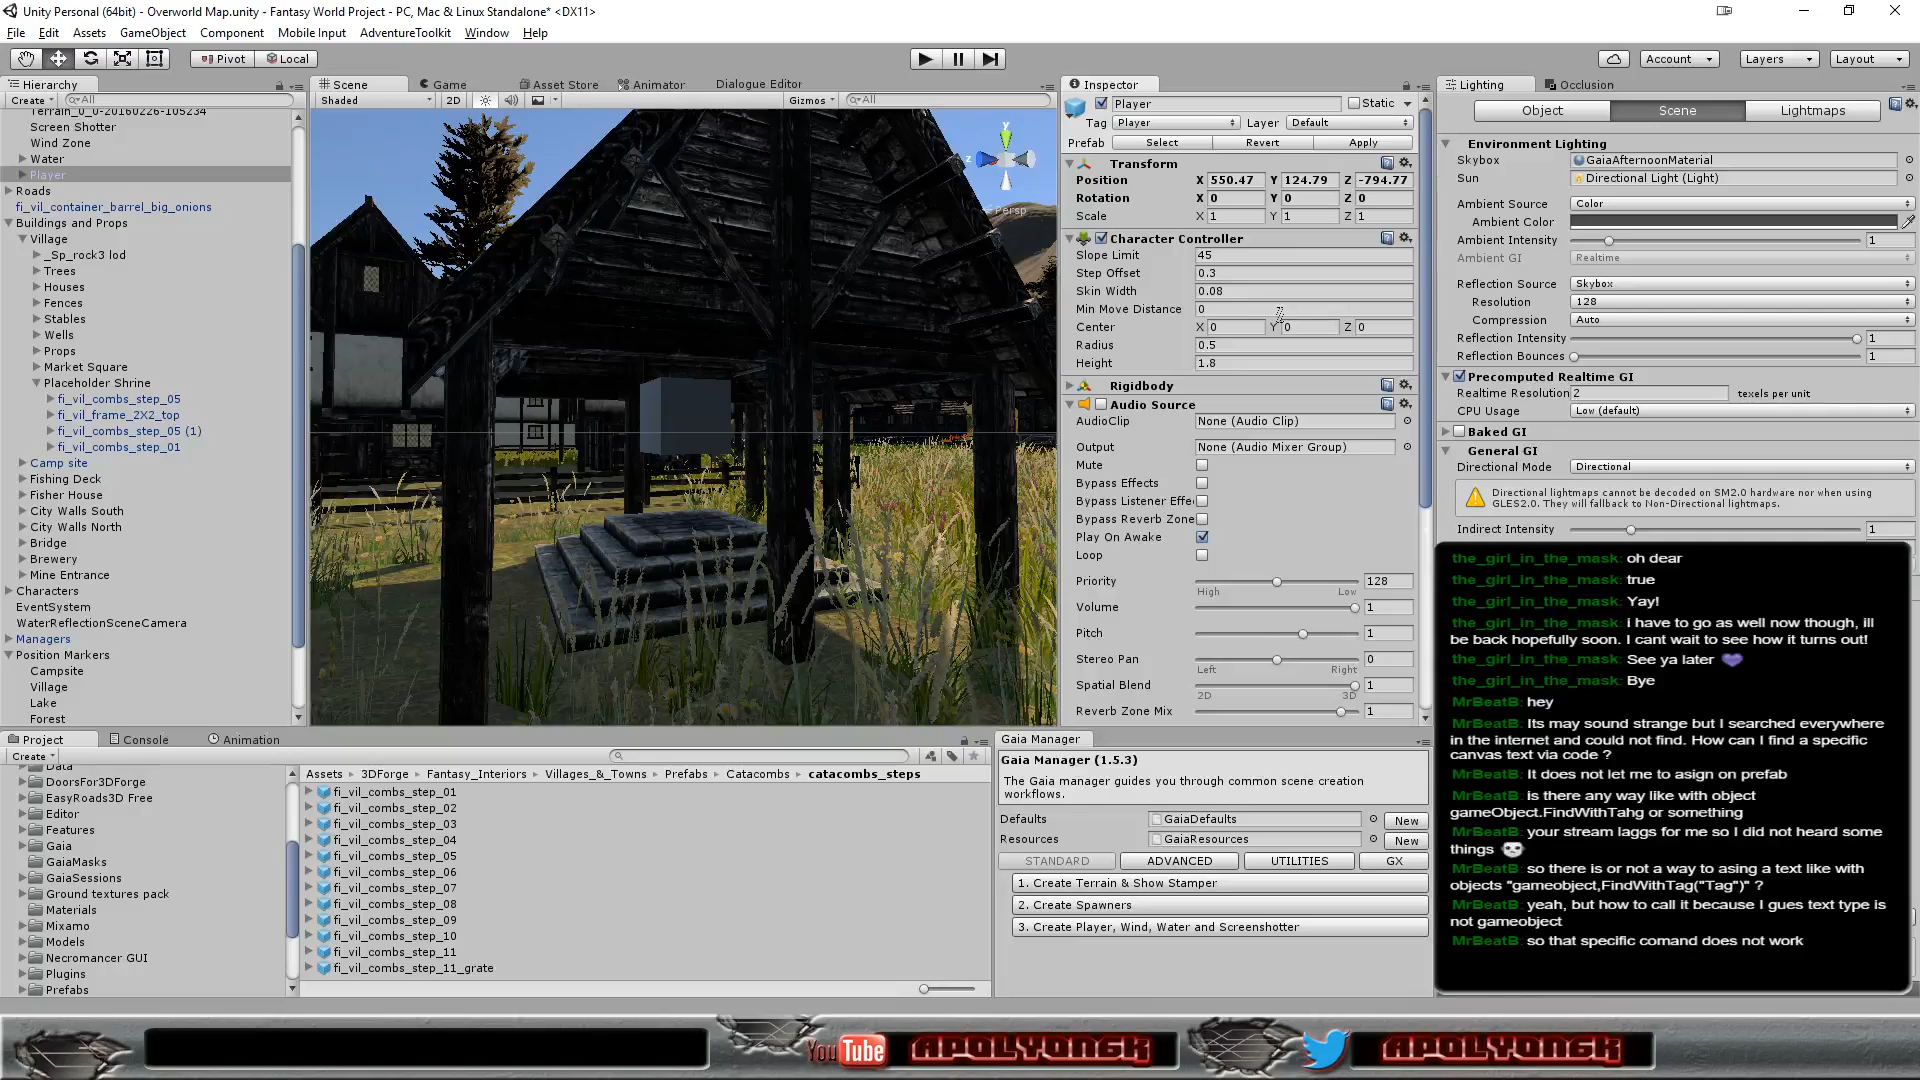 Unity Personal (64bit) - Overworld Map.unity - Fantasy World Project - PC, Mac & Linux Standalone* <DX11>
File Edit Assets GameObject Component Mobile Input AdventureToolkit Window Help
Pivot Local
Account Layers Layout
Hierarchy
Create All
Terrain_0_0-20160226-105234
Screen Shotter
Wind Zone
Water
Player
Roads
fi_vil_container_barrel_big_onions
Buildings and Props
Village
_Sp_rock3 lod
Trees
Houses
Fences
Stables
Wells
Props
Market Square
Placeholder Shrine
fi_vil_combs_step_05
fi_vil_frame_2X2_top
fi_vil_combs_step_05 (1)
fi_vil_combs_step_01
Camp site
Fishing Deck
Fisher House
City Walls South
City Walls North
Bridge
Brewery
Mine Entrance
Characters
EventSystem
WaterReflectionSceneCamera
Managers
Position Markers
Campsite
Village
Lake
Forest
Scene Game Asset Store Animator Dialogue Editor
Shaded 2D Gizmos All
y
z
Persp
Inspector
Player Static
Tag Player Layer Default
Prefab Select Revert Apply
Transform
Position X 550.47 Y 124.79 Z -794.77
Rotation X 0 Y 0 Z 0
Scale X 1 Y 1 Z 1
Character Controller
Slope Limit 45
Step Offset 0.3
Skin Width 0.08
Min Move Distance 0
Center X 0 Y 0 Z 0
Radius 0.5
Height 1.8
Rigidbody
Audio Source
AudioClip None (Audio Clip)
Output None (Audio Mixer Group)
Mute
Bypass Effects
Bypass Listener Effe
Bypass Reverb Zone
Play On Awake
Loop
Priority 128
High Low
Volume 1
Pitch 1
Stereo Pan 0
Left Right
Spatial Blend 1
2D 3D
Reverb Zone Mix 1
Lighting Occlusion
Object Scene Lightmaps
Environment Lighting
Skybox GaiaAfternoonMaterial
Sun Directional Light (Light)
Ambient Source Color
Ambient Color
Ambient Intensity 1
Ambient GI Realtime
Reflection Source Skybox
Resolution 128
Compression Auto
Reflection Intensity 1
Reflection Bounces 1
Precomputed Realtime GI
Realtime Resolution 2 texels per unit
CPU Usage Low (default)
Baked GI
General GI
Directional Mode Directional
Directional lightmaps cannot be decoded on SM2.0 hardware nor when using
GLES2.0. They will fallback to Non-Directional lightmaps.
Indirect Intensity 1
the_girl_in_the_mask: oh dear
the_girl_in_the_mask: true
the_girl_in_the_mask: Yay!
the_girl_in_the_mask: i have to go as well now though, ill
be back hopefully soon. I cant wait to see how it turns out!
the_girl_in_the_mask: See ya later
the_girl_in_the_mask: Bye
MrBeatB: hey
MrBeatB: Its may sound strange but I searched everywhere
in the internet and could not find. How can I find a specific
canvas text via code ?
MrBeatB: It does not let me to asign on prefab
MrBeatB: is there any way like with object
gameObject.FindWithTahg or something
MrBeatB: your stream laggs for me so I did not heard some
things
MrBeatB: so there is or not a way to asing a text like with
objects "gameobject,FindWithTag("Tag")" ?
MrBeatB: yeah, but how to call it because I gues text type is
not gameobject
MrBeatB: so that specific comand does not work
Project Console Animation
Create
Data
DoorsFor3DForge
EasyRoads3D Free
Editor
Features
Gaia
GaiaMasks
GaiaSessions
Ground textures pack
Materials
Mixamo
Models
Necromancer GUI
Plugins
Prefabs
Assets 3DForge Fantasy_Interiors Villages_&_Towns Prefabs Catacombs catacombs_steps
fi_vil_combs_step_01
fi_vil_combs_step_02
fi_vil_combs_step_03
fi_vil_combs_step_04
fi_vil_combs_step_05
fi_vil_combs_step_06
fi_vil_combs_step_07
fi_vil_combs_step_08
fi_vil_combs_step_09
fi_vil_combs_step_10
fi_vil_combs_step_11
fi_vil_combs_step_11_grate
Gaia Manager
Gaia Manager (1.5.3)
The Gaia manager guides you through common scene creation
workflows.
Defaults GaiaDefaults New
Resources GaiaResources New
STANDARD ADVANCED UTILITIES GX
1. Create Terrain & Show Stamper
2. Create Spawners
3. Create Player, Wind, Water and Screenshotter
YouTube APOLYONGK APOLYONGK